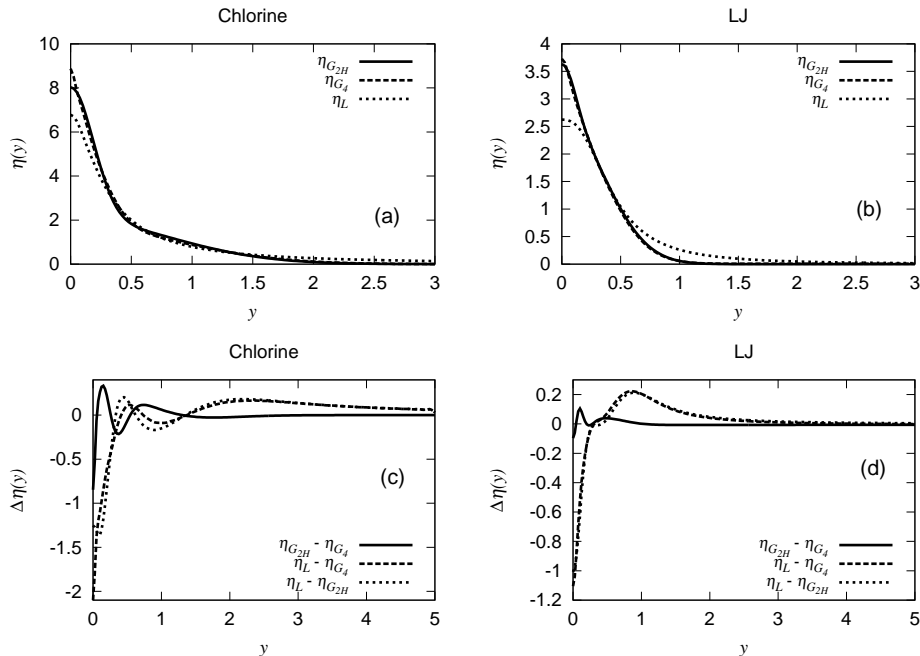 Chlorine
10
8
6
4
2
0
0 0.5 1 1.5 2 2.5 3
η(y)
y
η_{G_{2H}}
η_{G_4}
η_L
(a)
LJ
4
3.5
3
2.5
2
1.5
1
0.5
0
0 0.5 1 1.5 2 2.5 3
η(y)
y
η_{G_{2H}}
η_{G_4}
η_L
(b)
Chlorine
0
-0.5
-1
-1.5
-2
0 1 2 3 4 5
Δη(y)
y
(c)
η_{G_{2H}} - η_{G_4}
η_L - η_{G_4}
η_L - η_{G_{2H}}
LJ
0.2
0
-0.2
-0.4
-0.6
-0.8
-1
-1.2
0 1 2 3 4 5
Δη(y)
y
(d)
η_{G_{2H}} - η_{G_4}
η_L - η_{G_4}
η_L - η_{G_{2H}}